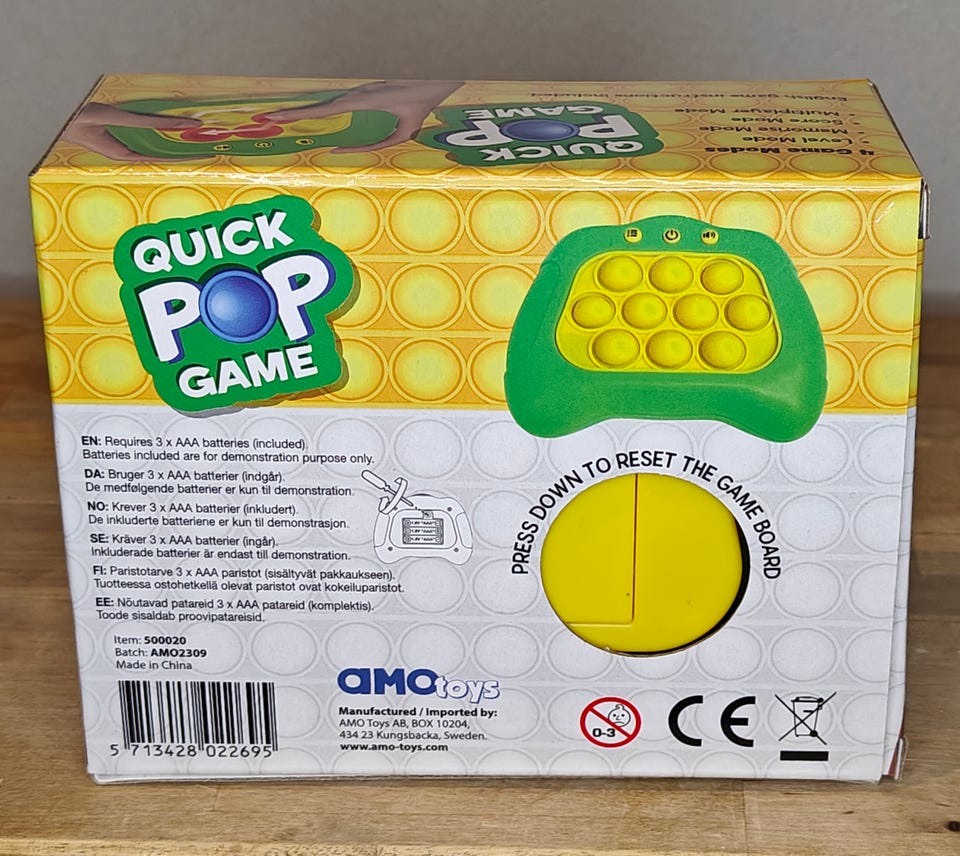 English game instructions included
4 Game Modes
• Level Mode
• Memorise Mode
• Score Mode
• Multiplayer Mode
QUICK
POP
GAME
QUICK
POP
GAME
EN: Requires 3 x AAA batteries (included).
Batteries included are for demonstration purpose only.
DA: Bruger 3 x AAA batterier (indgår).
De medfølgende batterier er kun til demonstration.
NO: Krever 3 x AAA batterier (inkludert).
De inkluderte batteriene er kun til demonstrasjon.
SE: Kräver 3 x AAA batterier (ingår).
Inkluderade batterier är endast till demonstration.
FI: Paristotarve 3 x AAA paristot (sisältyvät pakkaukseen).
Tuotteessa ostohetkellä olevat paristot ovat kokeiluparistot.
EE: Nõutavad patareid 3 x AAA patareid (komplektis).
Toode sisaldab proovipatareisid.
PRESS DOWN TO RESET THE GAME BOARD
Item: 500020
Batch: AMO2309
Made in China
5 713428 022695
AMO toys
Manufactured / Imported by:
AMO Toys AB, BOX 10204,
434 23 Kungsbacka, Sweden.
www.amo-toys.com
0-3
CE